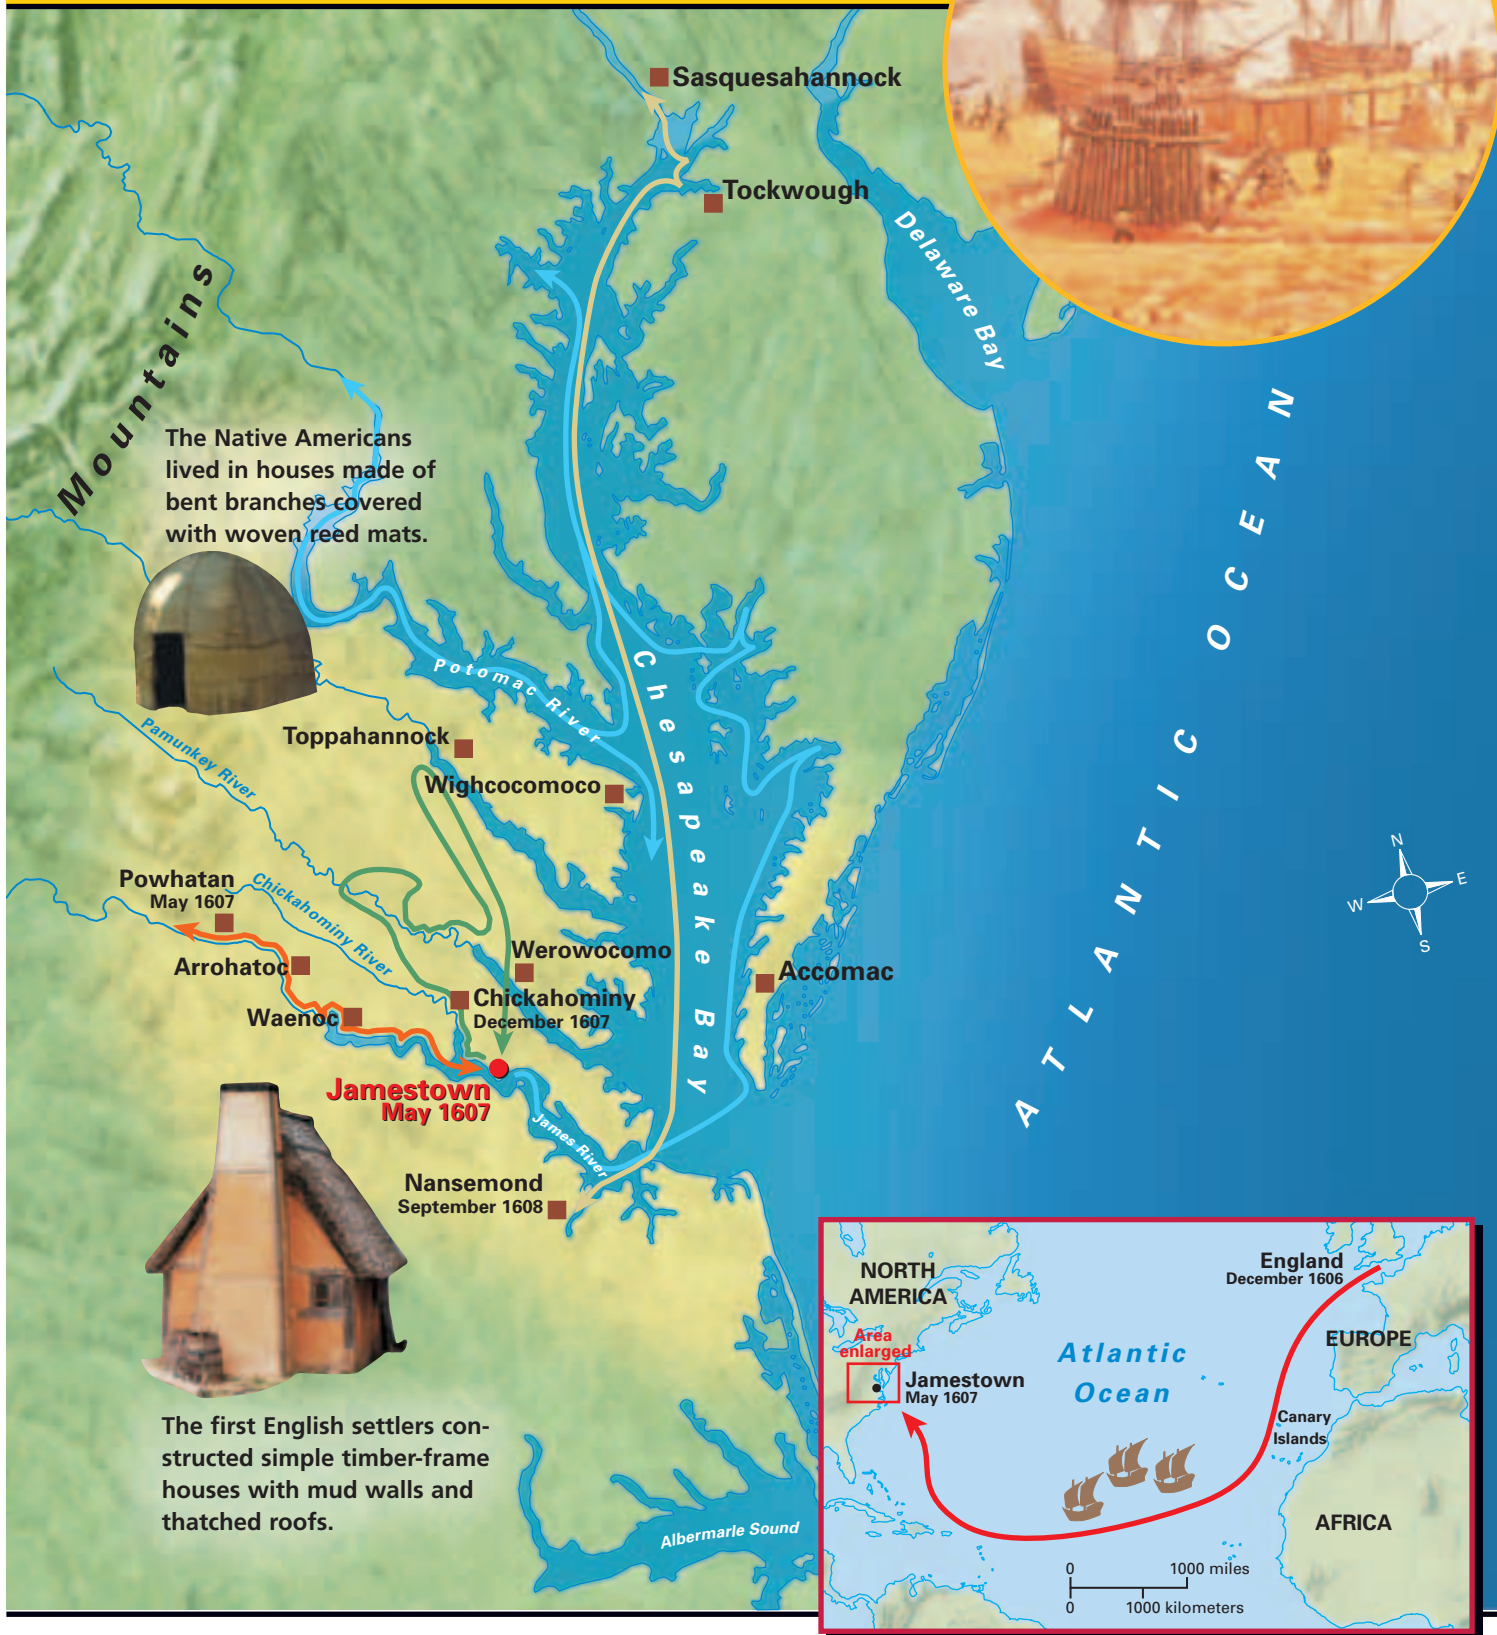 Sasquesahannock
Tockwough
Delaware Bay
Mountains
The Native Americans
lived in houses made of
bent branches covered
with woven reed mats.
ATLANTIC OCEAN
Chesapeake Bay
Potomac River
Toppahannock
Pamunkey River
Wighcocomoco
N
E
W
S
Powhatan
May 1607
Chickahominy River
Werowocomo
Arrohatoc
Accomac
Chickahominy
December 1607
Waenoc
Jamestown
May 1607
James River
Nansemond
September 1608
The first English settlers con-
structed simple timber-frame
houses with mud walls and
thatched roofs.
Albermarle Sound
NORTH
AMERICA
England
December 1606
Area
enlarged
EUROPE
Atlantic
Ocean
Jamestown
May 1607
Canary
Islands
AFRICA
0 1000 miles
0 1000 kilometers